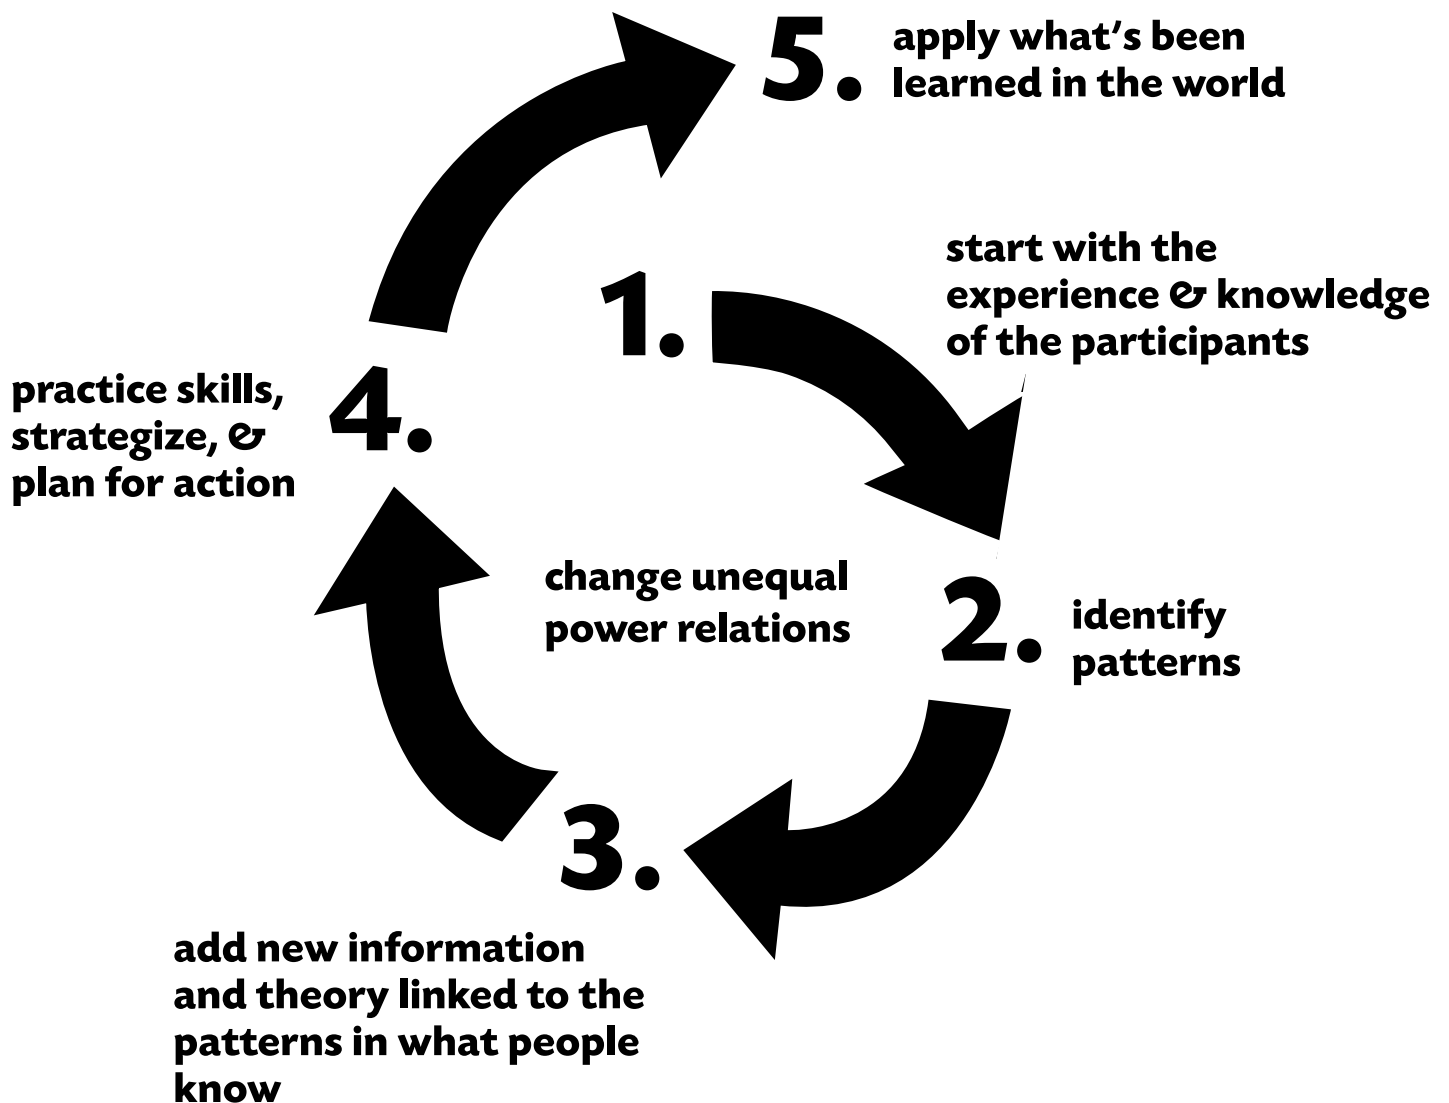 1.
start with the
experience & knowledge
of the participants
2.
identify
patterns
3.
add new information
and theory linked to the
patterns in what people
know
4.
practice skills,
strategize, &
plan for action
5.
apply what's been
learned in the world
change unequal
power relations